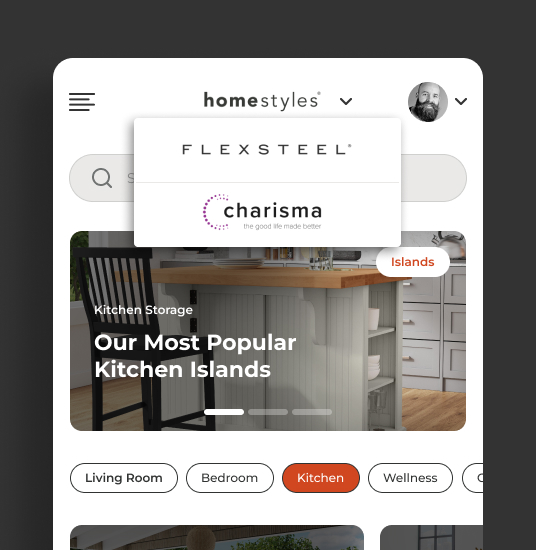 homestyles®
FLEXSTEEL®
charisma
the good life made better
Islands
Kitchen Storage
Our Most Popular
Kitchen Islands
Living Room
Bedroom
Kitchen
Wellness